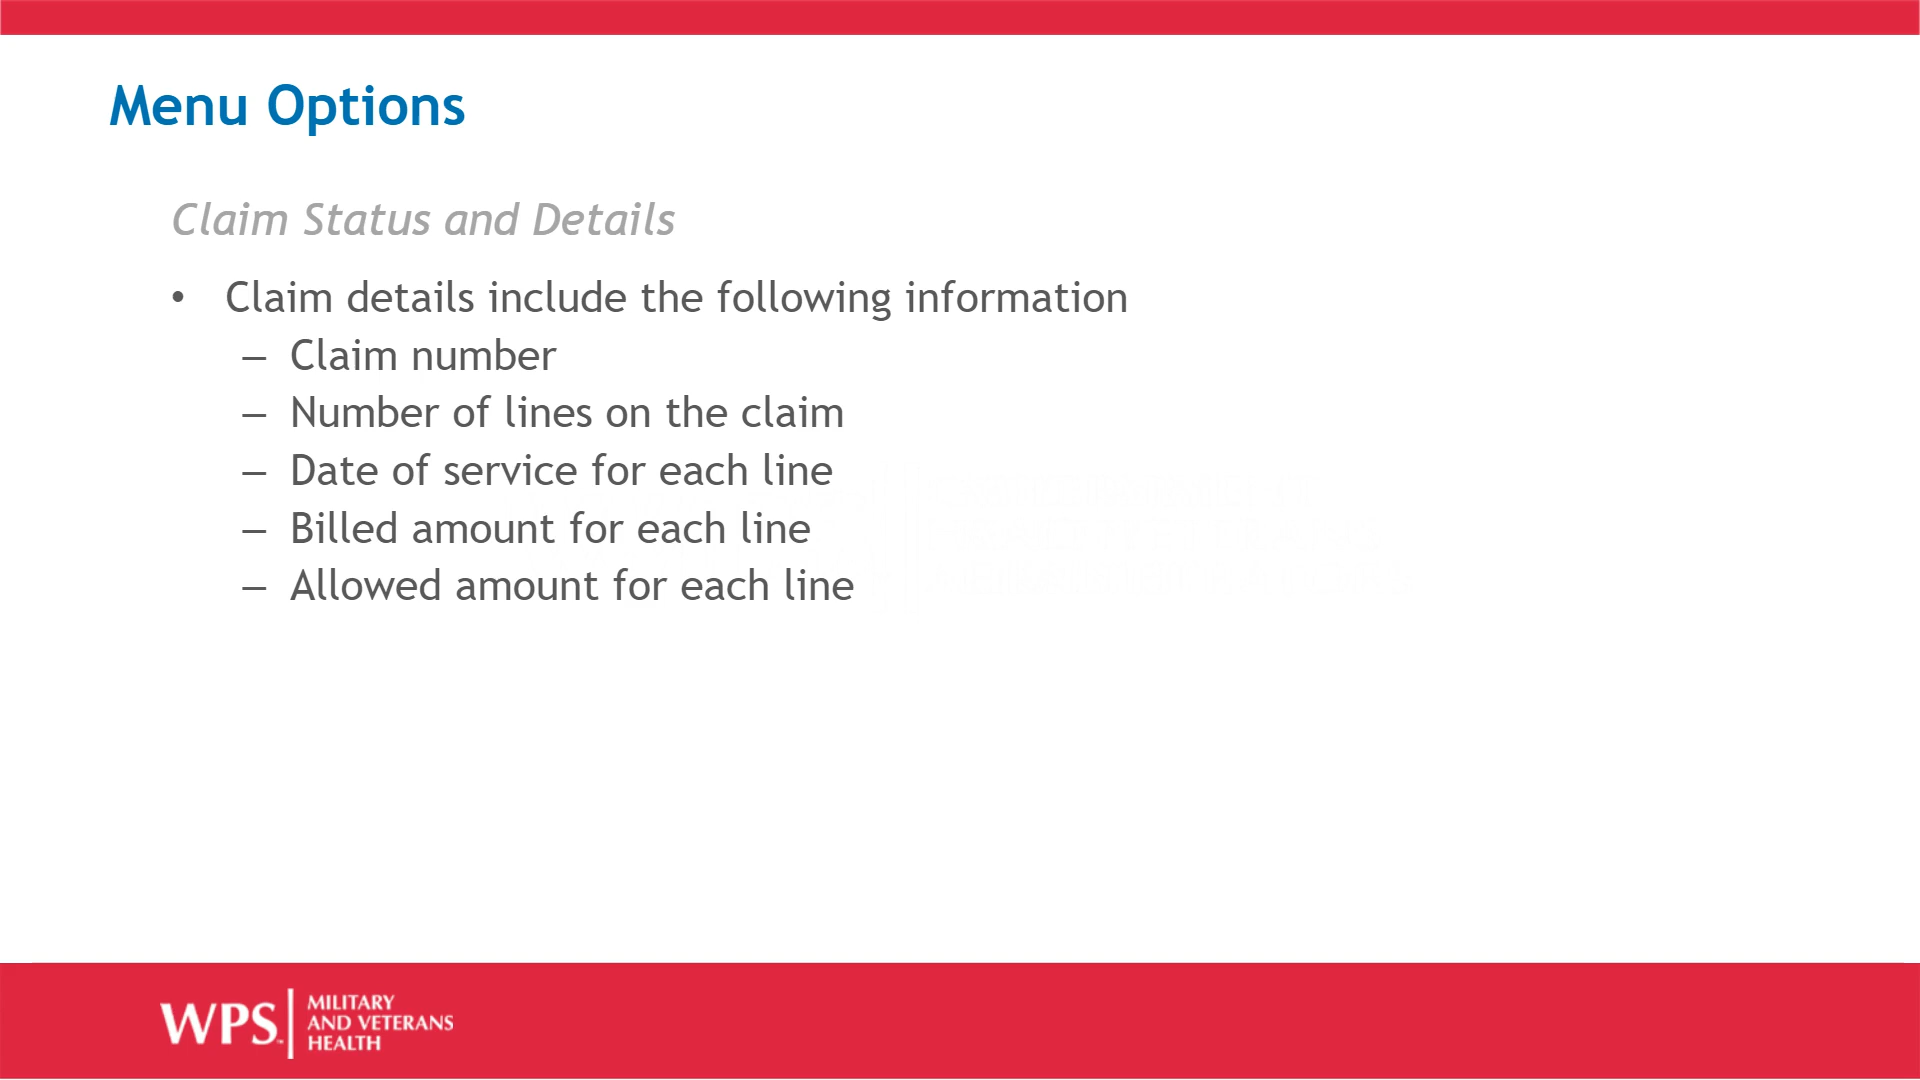 Menu Options
Claim Status and Details
• Claim details include the following information
– Claim number
– Number of lines on the claim
– Date of service for each line
– Billed amount for each line
– Allowed amount for each line
WPS™
MILITARY
AND VETERANS
HEALTH